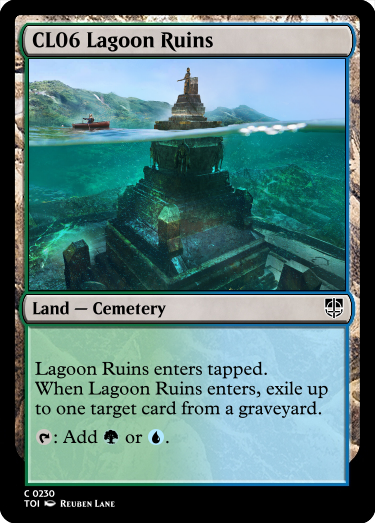 CL06 Lagoon Ruins
Land — Cemetery
Lagoon Ruins enters tapped.
When Lagoon Ruins enters, exile up
to one target card from a graveyard.
: Add or .
C 0230
TOI Reuben Lane